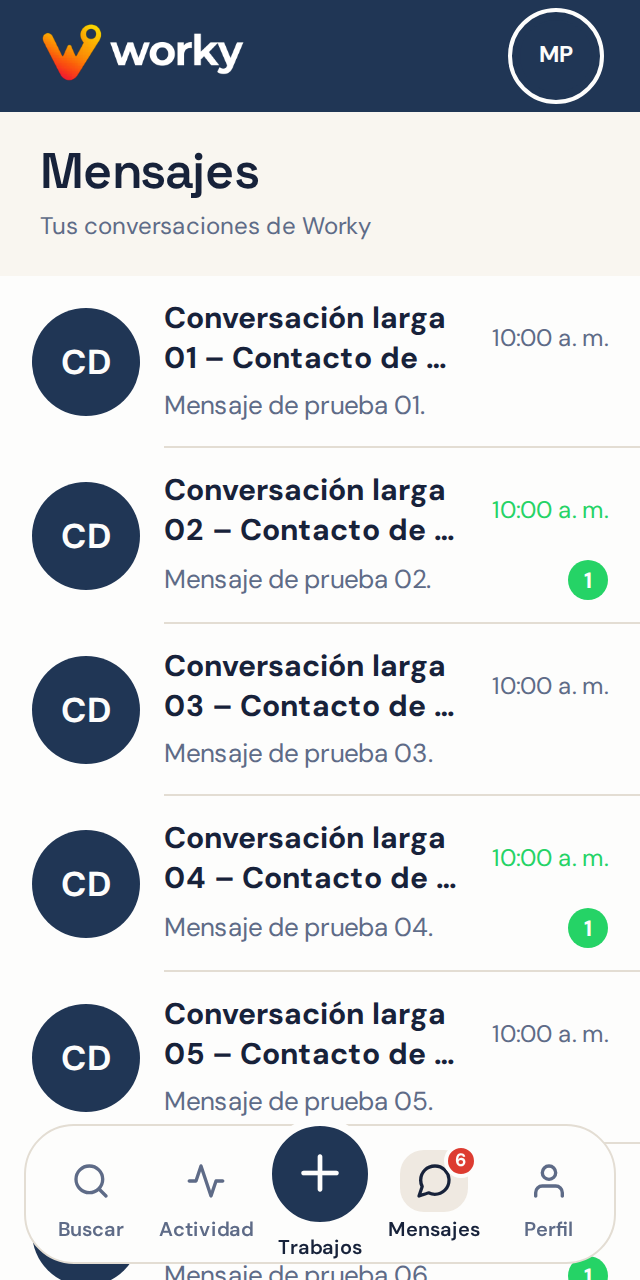 worky
MP
Mensajes
Tus conversaciones de Worky
CD
Conversación larga
01 – Contacto de ...
10:00 a. m.
Mensaje de prueba 01.
CD
Conversación larga
02 – Contacto de ...
10:00 a. m.
Mensaje de prueba 02.
1
CD
Conversación larga
03 – Contacto de ...
10:00 a. m.
Mensaje de prueba 03.
CD
Conversación larga
04 – Contacto de ...
10:00 a. m.
Mensaje de prueba 04.
1
CD
Conversación larga
05 – Contacto de ...
10:00 a. m.
Mensaje de prueba 05.
6
Buscar
Actividad
Trabajos
Mensajes
Perfil
Mensaje de prueba 06.
1